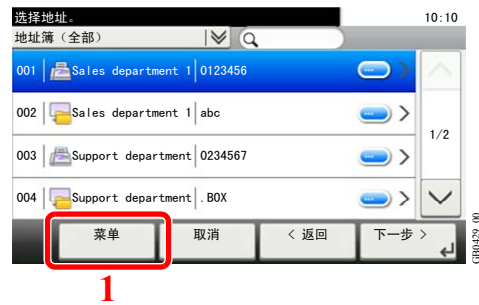 选择地址。 10:10
地址簿（全部）
001 Sales department 1 0123456
002 Sales department 1 abc
1/2
003 Support department 0234567
004 Support department .BOX
菜单 取消 < 返回 下一步 >
1
GB0429_00